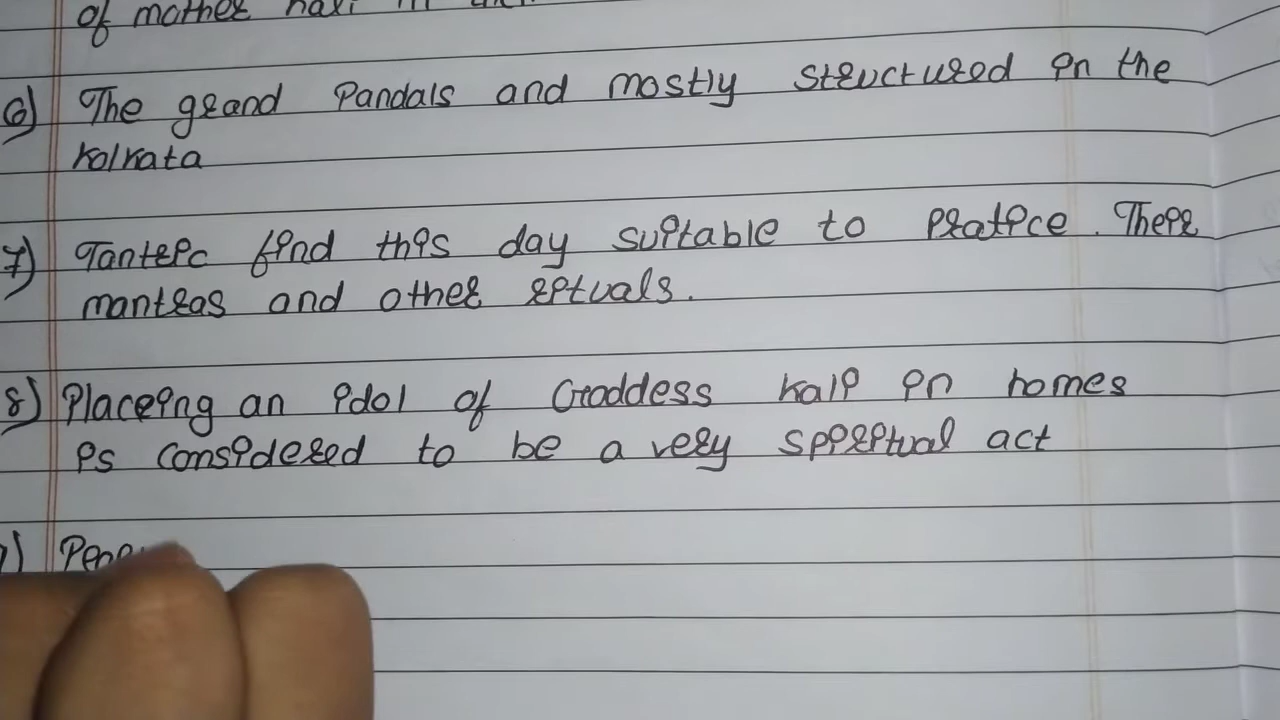 of mother
6) The grand Pandals and mostly structured in the
Kolkata
7) Tantric find this day suitable to pratice. Their
mantras and other rituals.
8) Placeing an idol of Goddess Kali in homes
is considered to be a very spiritual act